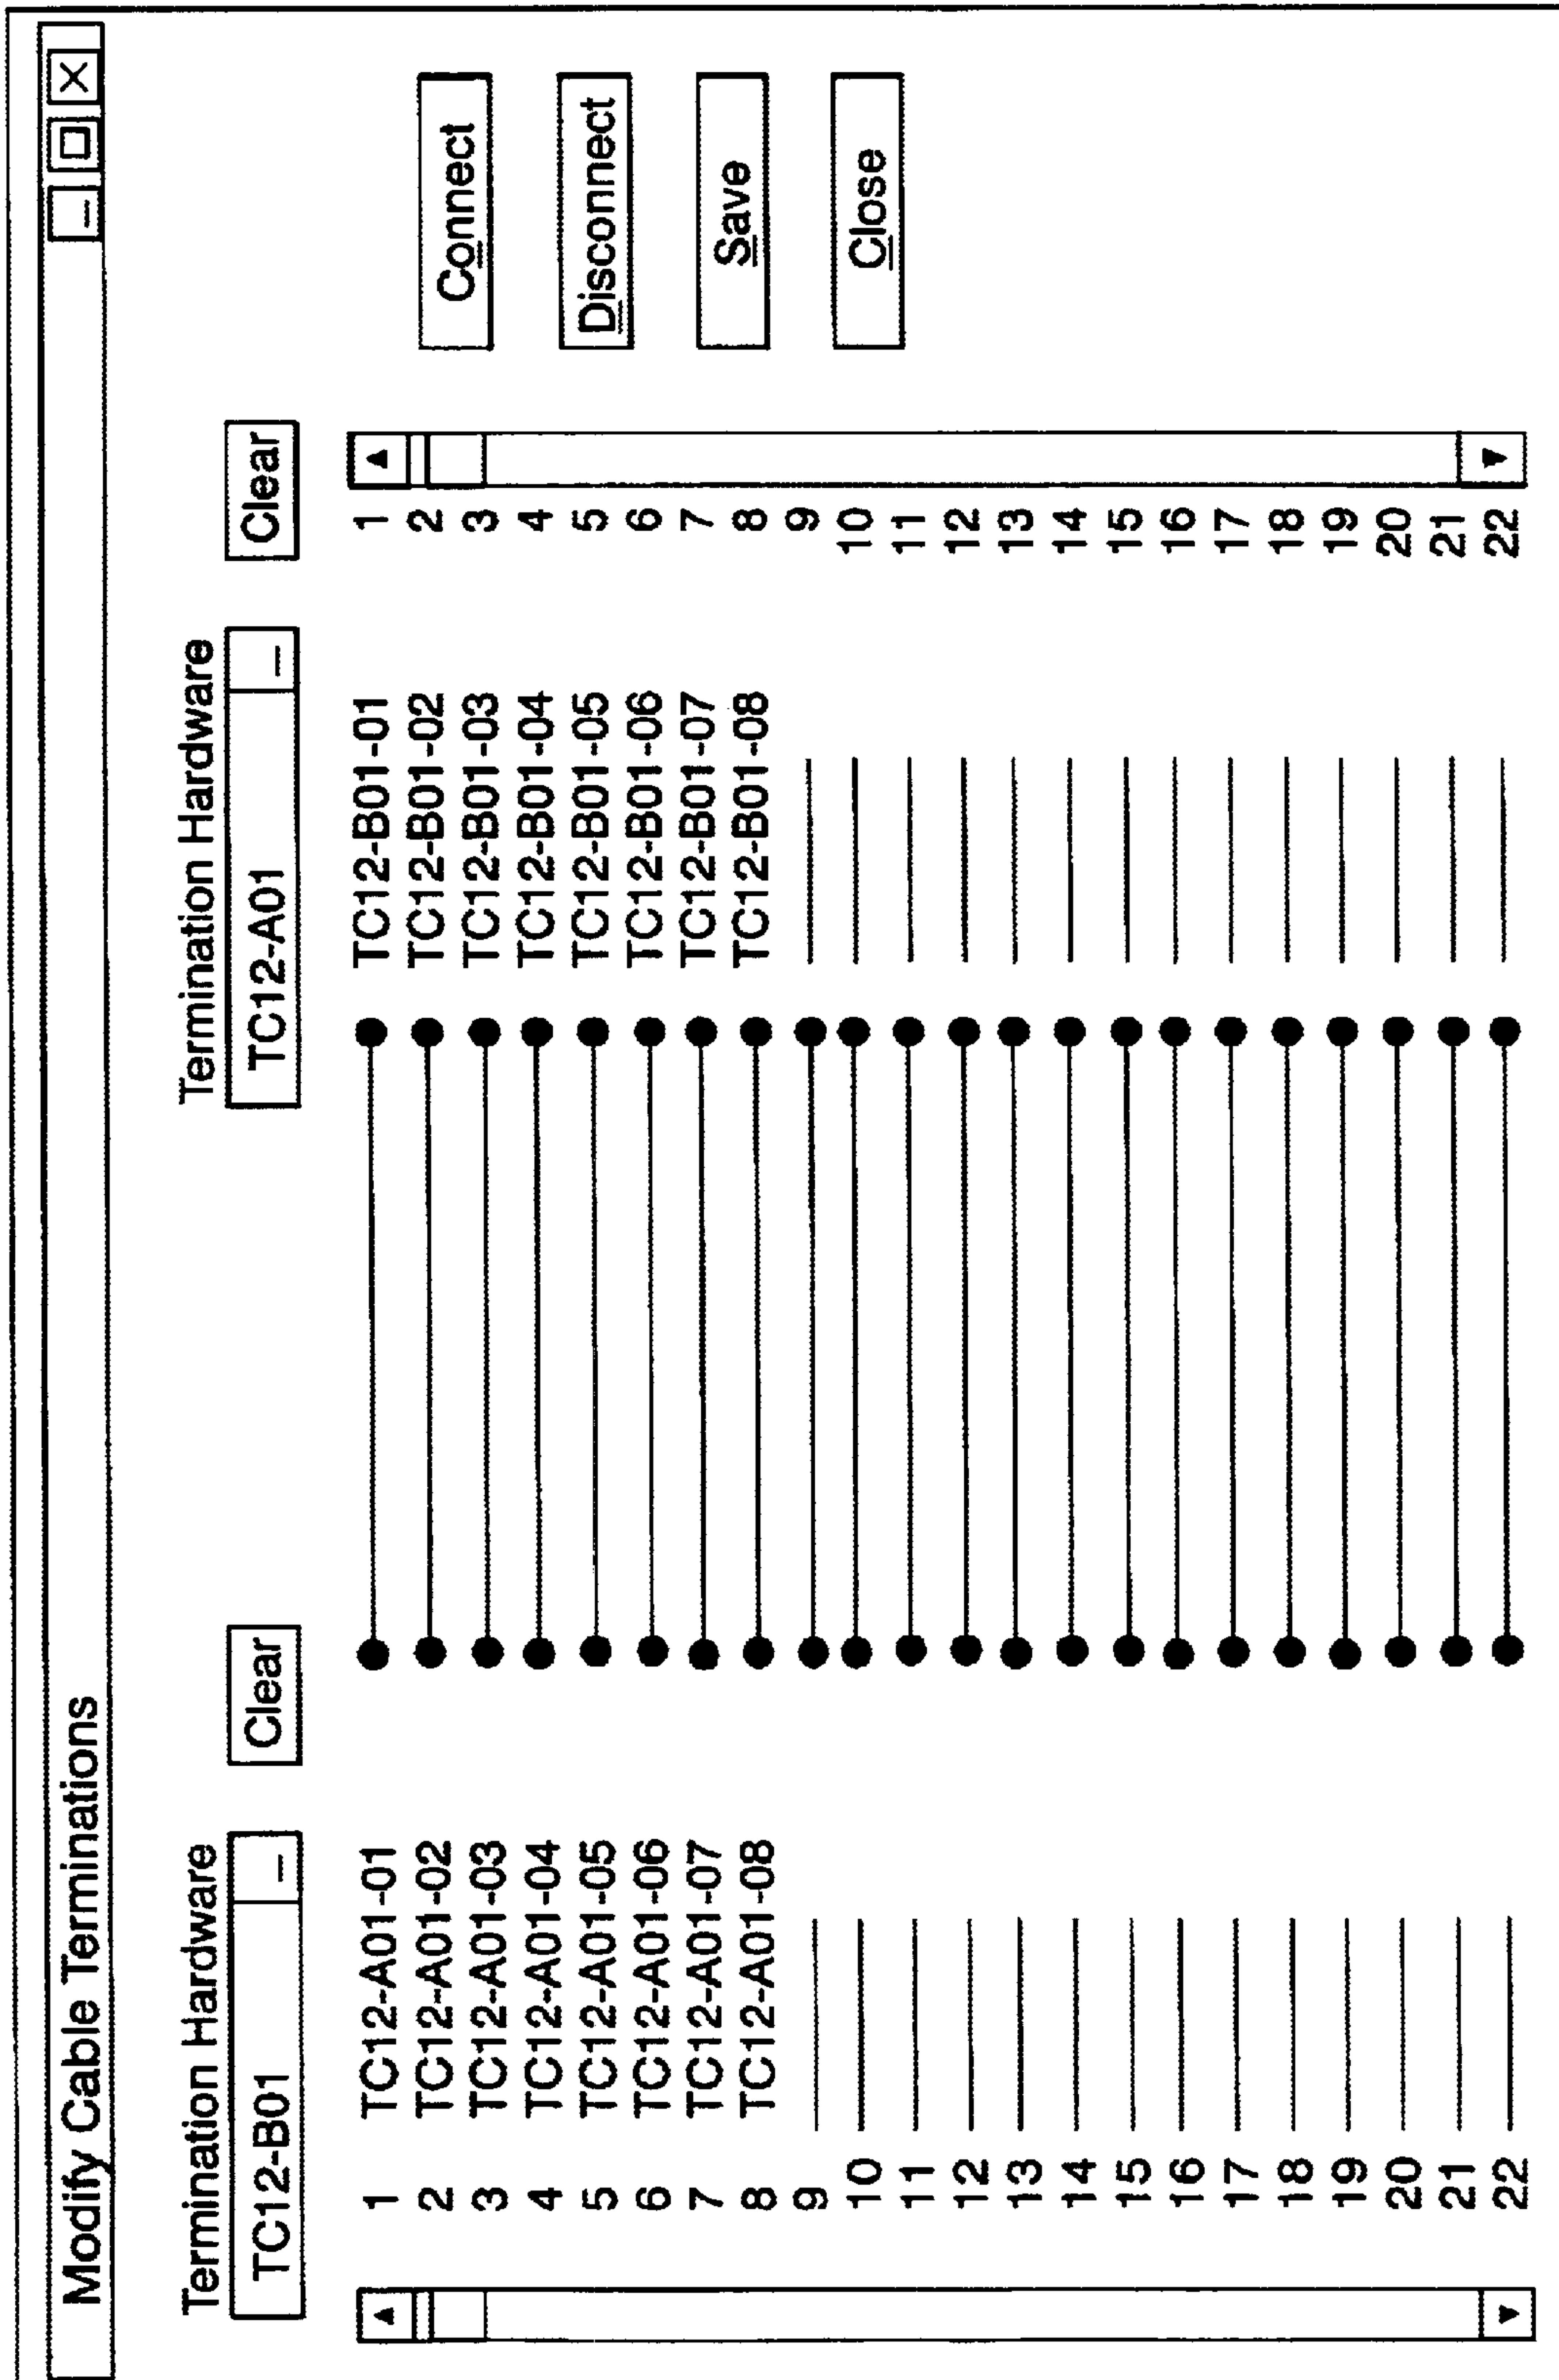 Modify Cable Terminations
Termination Hardware
TC12-B01
Clear
Termination Hardware
TC12-A01
Clear
1 TC12-A01-01 TC12-B01-01 1
2 TC12-A01-02 TC12-B01-02 2
3 TC12-A01-03 TC12-B01-03 3
4 TC12-A01-04 TC12-B01-04 4
5 TC12-A01-05 TC12-B01-05 5
6 TC12-A01-06 TC12-B01-06 6
7 TC12-A01-07 TC12-B01-07 7
8 TC12-A01-08 TC12-B01-08 8
9 9
10 10
11 11
12 12
13 13
14 14
15 15
16 16
17 17
18 18
19 19
20 20
21 21
22 22
Connect
Disconnect
Save
Close